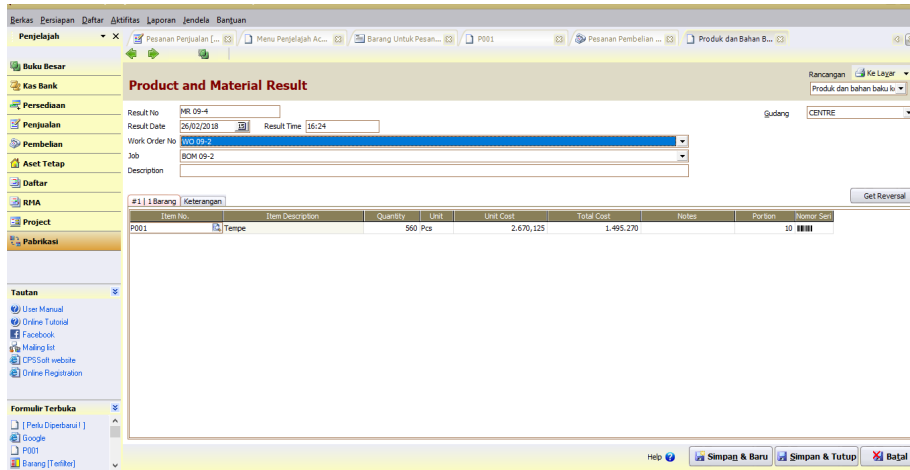 Berkas Persiapan Daftar Aktifitas Laporan Jendela Bantuan
Penjelajah
Pesanan Penjualan [... Menu Penjelajah Ac... Barang Untuk Pesan... P001 Pesanan Pembelian ... Produk dan Bahan B...
Buku Besar
Kas Bank
Persediaan
Penjualan
Pembelian
Aset Tetap
Daftar
RMA
Project
Pabrikasi
Tautan
User Manual
Online Tutorial
Facebook
Mailing list
CPSSoft website
Online Registration
Formulir Terbuka
[ Perlu Diperbarui! ]
Google
P001
Barang [Terfilter]
Product and Material Result
Rancangan Ke Layar
Produk dan bahan baku k
Result No MR 09-4
Gudang CENTRE
Result Date 26/02/2018 Result Time 16:24
Work Order No WO 09-2
Job BOM 09-2
Description
Get Reversal
#1 | 1 Barang Keterangan
Item No. Item Description Quantity Unit Unit Cost Total Cost Notes Portion Nomor Seri
P001 Tempe 560 Pcs 2.670,125 1.495.270 10
Help Simpan & Baru Simpan & Tutup Batal